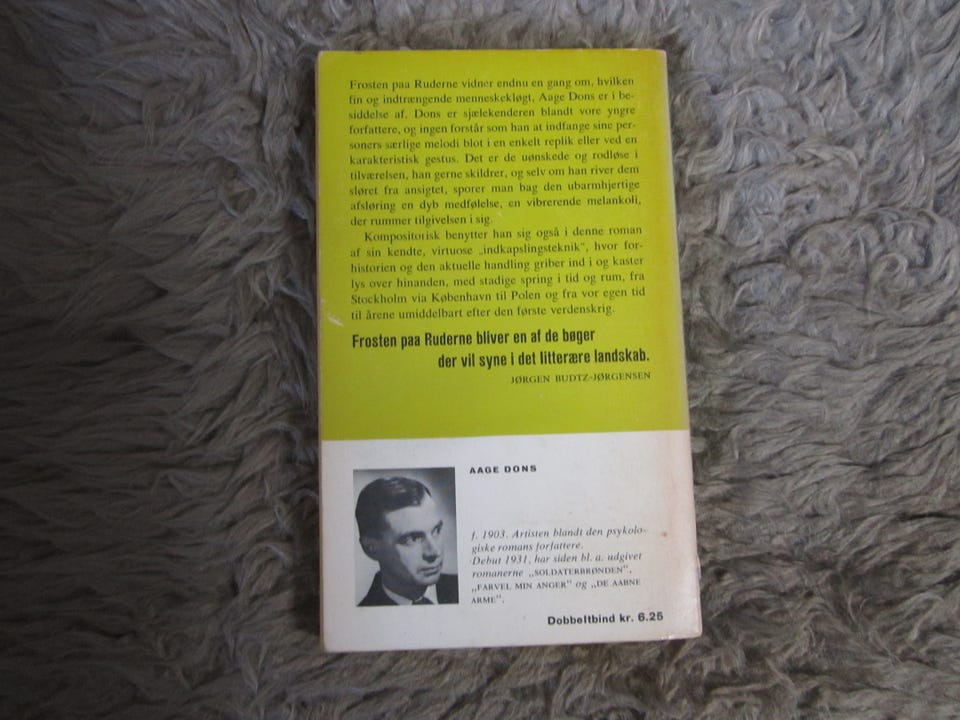 Frosten paa Ruderne vidner endnu en gang om, hvilken
fin og indtrængende menneskekløgt, Aage Dons er i be-
siddelse af. Dons er sjælekenderen blandt vore yngre
forfattere, og ingen forstår som han at indfange sine per-
soners særlige melodi blot i en enkelt replik eller ved en
karakteristisk gestus. Det er de uønskede og rodløse i
tilværelsen, han gerne skildrer, og selv om han river dem
sløret fra ansigtet, sporer man bag den ubarmhjertige
afsløring en dyb medfølelse, en vibrerende melankoli,
der rummer tilgivelsen i sig.
Kompositorisk benytter han sig også i denne roman
af sin kendte, virtuose „indkapslingsteknik", hvor for-
historien og den aktuelle handling griber ind i og kaster
lys over hinanden, med stadige spring i tid og rum, fra
Stockholm via København til Polen og fra vor egen tid
til årene umiddelbart efter den første verdenskrig.
Frosten paa Ruderne bliver en af de bøger
der vil syne i det litterære landskab.
JØRGEN BUDTZ-JØRGENSEN
AAGE DONS
f. 1903. Artisten blandt den psykolo-
giske romans forfattere.
Debut 1931, har siden bl. a. udgivet
romanerne „SOLDATERBRØNDEN",
„FARVEL MIN ANGER" og „DE AABNE
ARME".
Dobbeltbind kr. 6.25